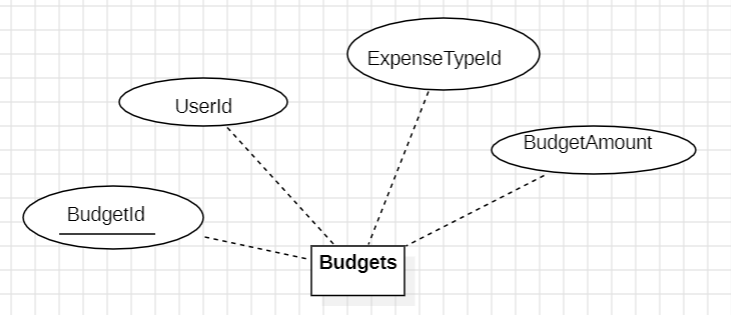 ExpenseTypeId
UserId
BudgetAmount
BudgetId
Budgets